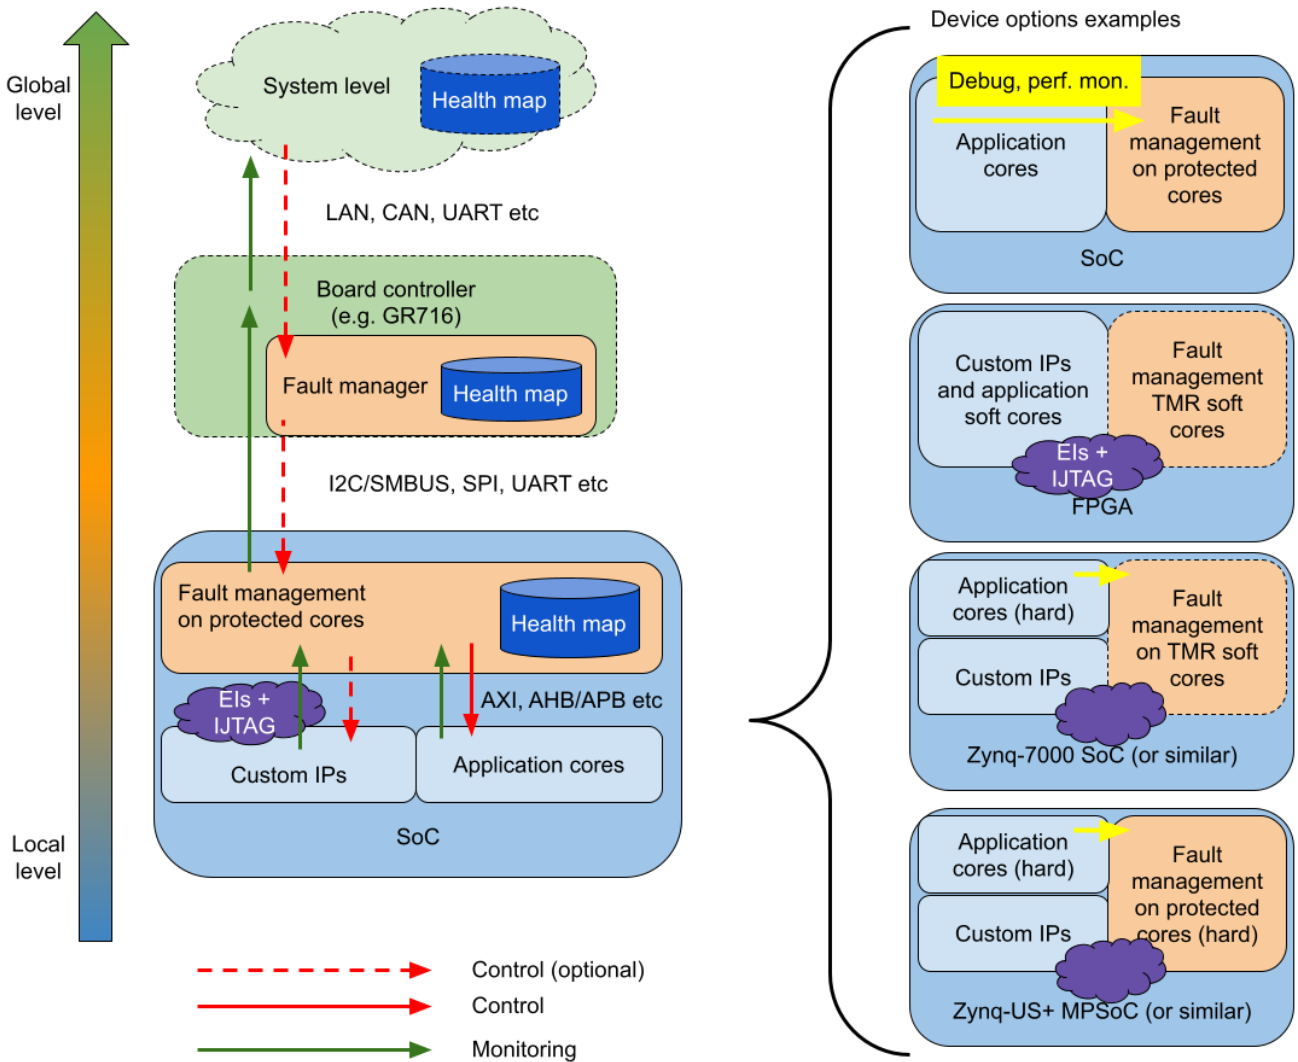 Global
level
System level
Health map
LAN, CAN, UART etc
Board controller
(e.g. GR716)
Fault manager
Health map
I2C/SMBUS, SPI, UART etc
Fault management
on protected cores
Health map
EIs +
IJTAG
AXI, AHB/APB etc
Custom IPs
Application cores
SoC
Local
level
Control (optional)
Control
Monitoring
Device options examples
Debug, perf. mon.
Application
cores
Fault
management
on protected
cores
SoC
Custom IPs
and application
soft cores
Fault
management
TMR soft
cores
EIs +
IJTAG
FPGA
Application
cores (hard)
Custom IPs
Fault
management
on TMR soft
cores
Zynq-7000 SoC (or similar)
Application
cores (hard)
Custom IPs
Fault
management
on protected
cores (hard)
Zynq-US+ MPSoC (or similar)